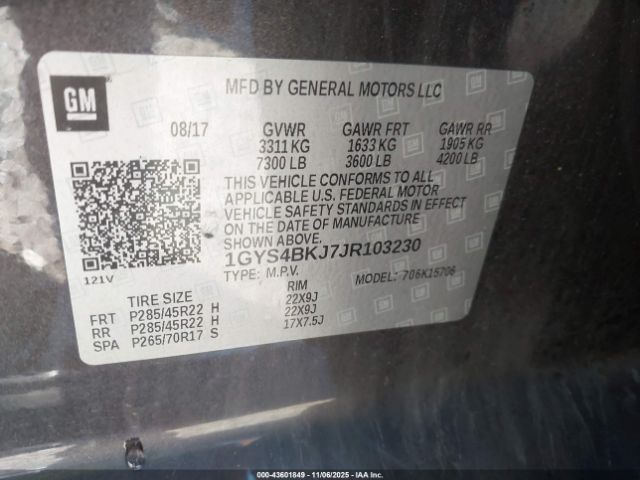 GM
MFD BY GENERAL MOTORS LLC
08/17 GVWR GAWR FRT GAWR RR
3311 KG 1633 KG 1905 KG
7300 LB 3600 LB 4200 LB
THIS VEHICLE CONFORMS TO ALL
APPLICABLE U.S. FEDERAL MOTOR
VEHICLE SAFETY STANDARDS IN EFFECT
ON THE DATE OF MANUFACTURE
SHOWN ABOVE.
1GYS4BKJ7JR103230
121V TYPE: M.P.V. MODEL: 706K15706
TIRE SIZE RIM
FRT P285/45R22 H 22X9J
RR P285/45R22 H 22X9J
SPA P265/70R17 S 17X7.5J
00-43601849 | 11/06/2025 - IAA Inc.